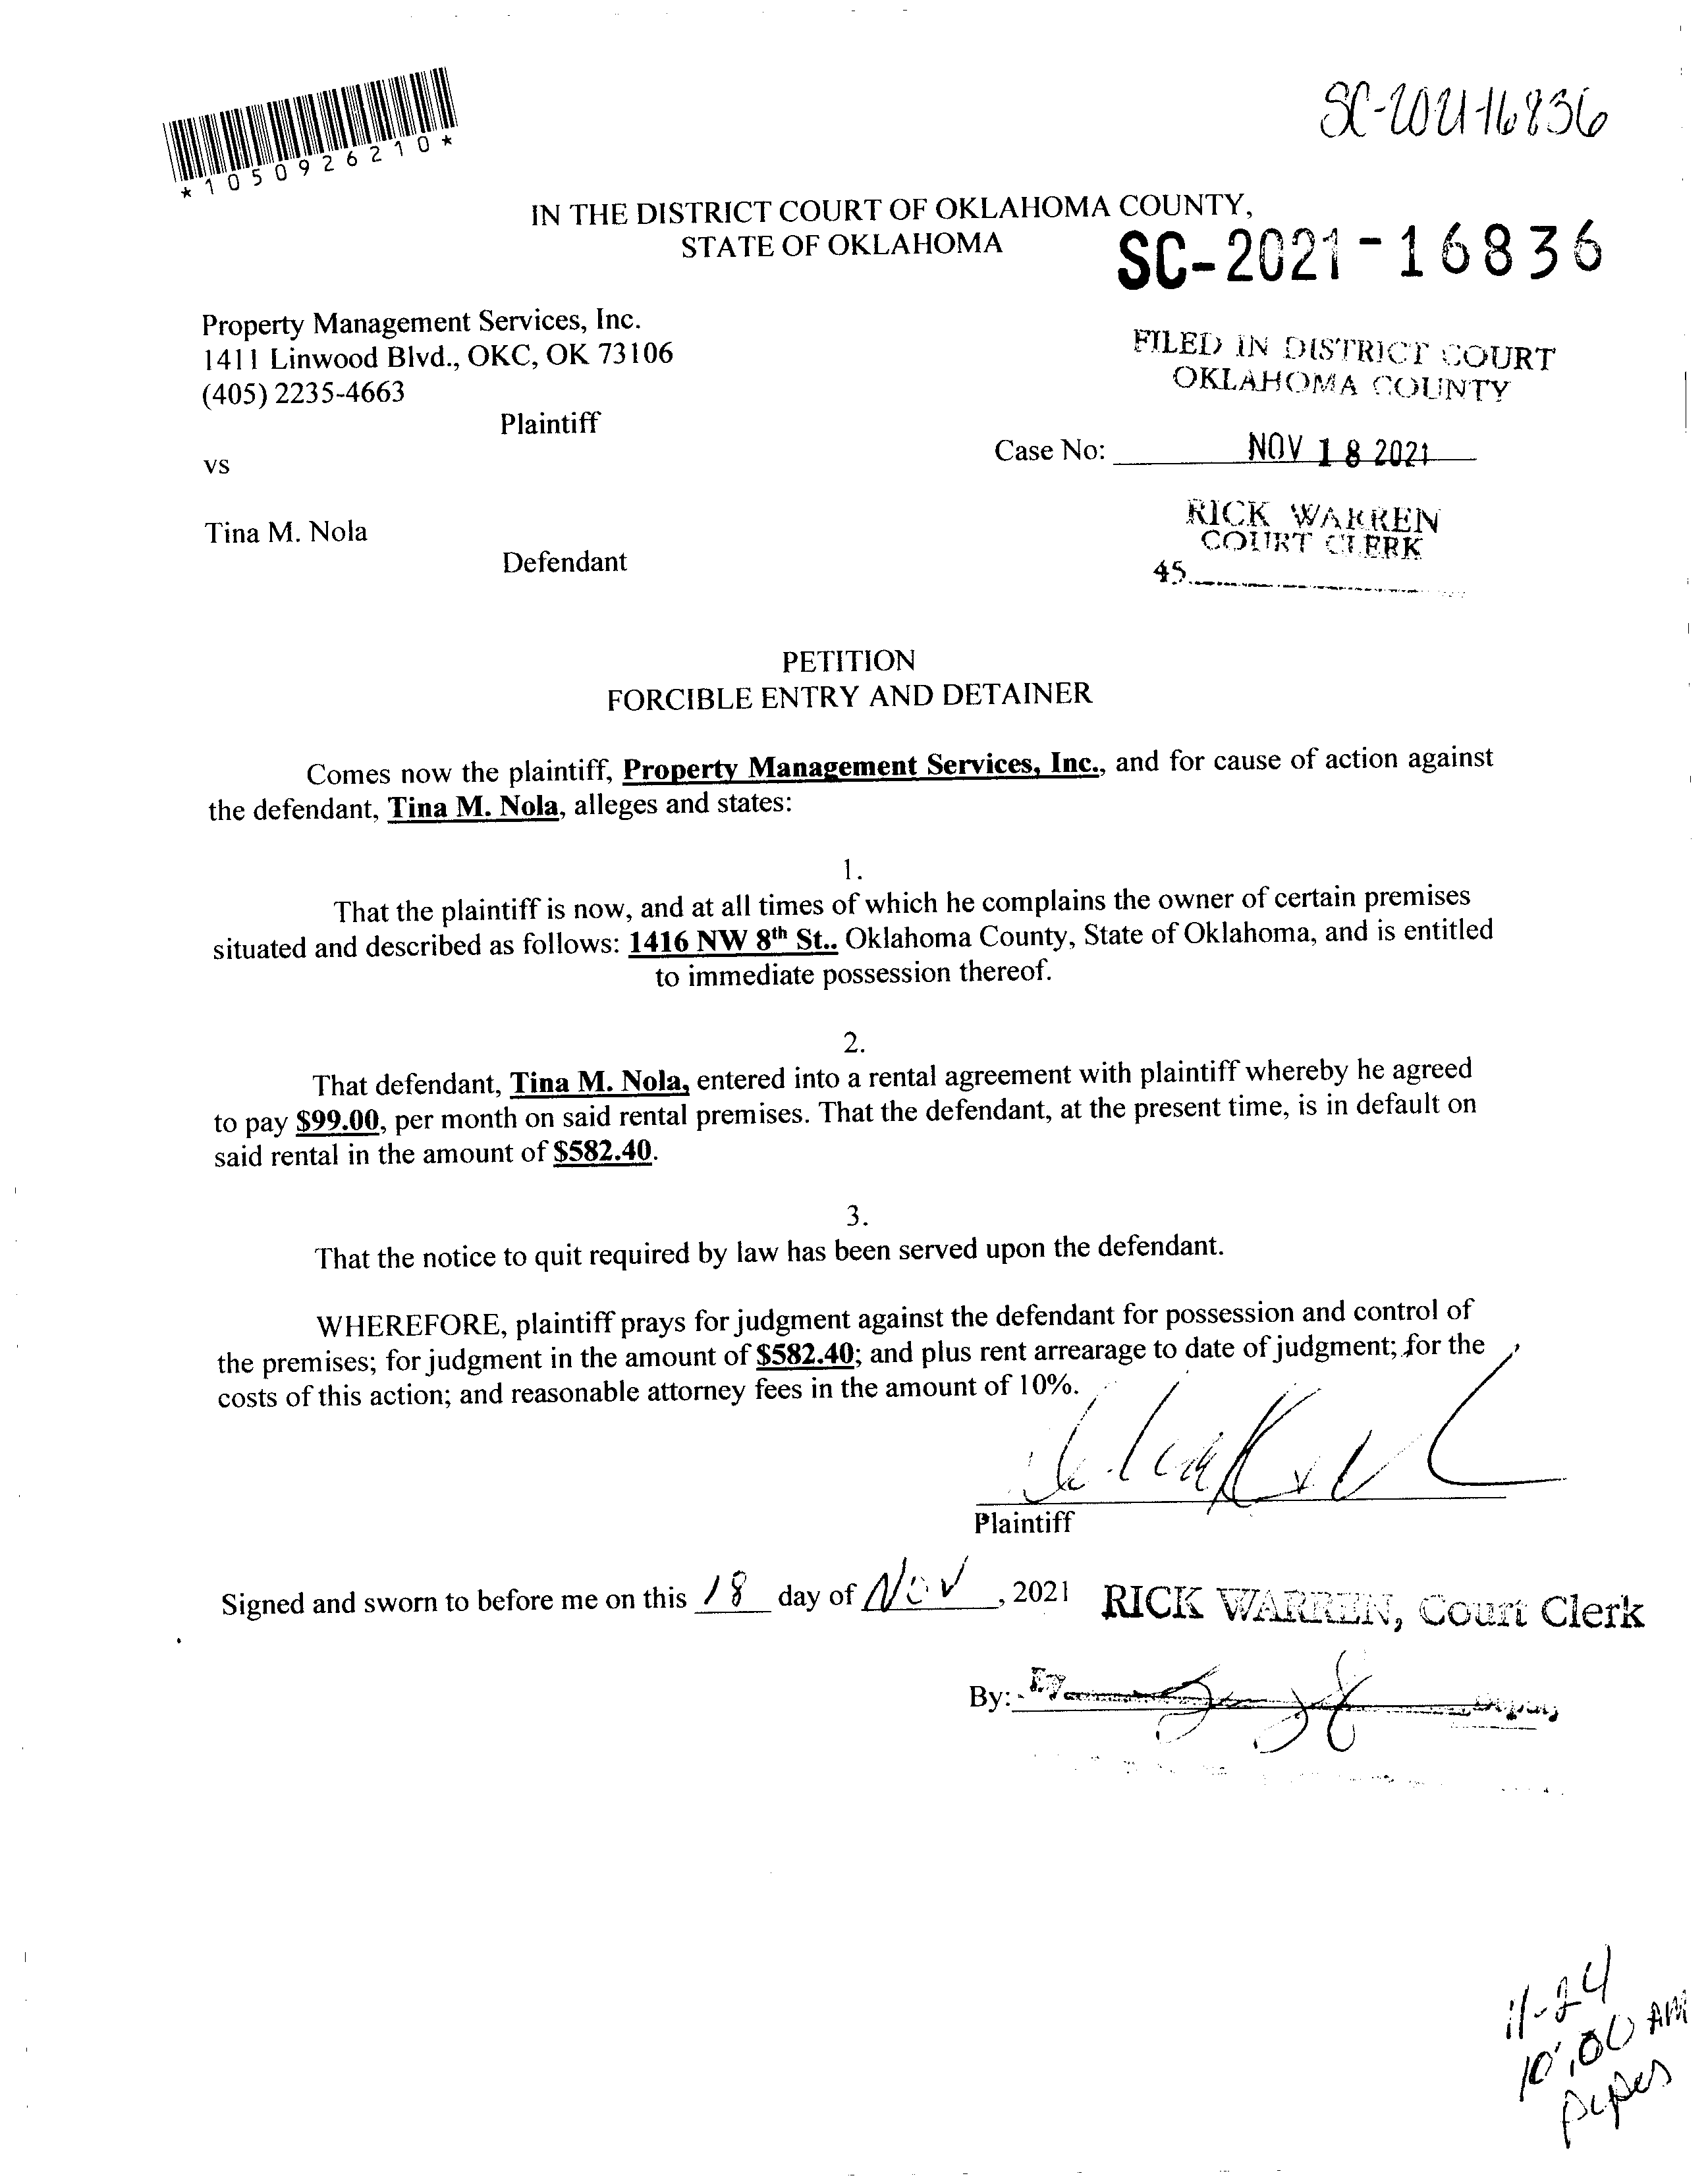 SC-2021-16836
*1050926210*
IN THE DISTRICT COURT OF OKLAHOMA COUNTY,
STATE OF OKLAHOMA
SC-2021-16836
Property Management Services, Inc.
1411 Linwood Blvd., OKC, OK 73106
(405) 2235-4663
Plaintiff
FILED IN DISTRICT COURT
OKLAHOMA COUNTY
vs
Case No: NOV 18 2021
Tina M. Nola
Defendant
RICK WARREN
COURT CLERK
45
PETITION
FORCIBLE ENTRY AND DETAINER
Comes now the plaintiff, Property Management Services, Inc., and for cause of action against
the defendant, Tina M. Nola, alleges and states:
1.
That the plaintiff is now, and at all times of which he complains the owner of certain premises
situated and described as follows: 1416 NW 8th St.. Oklahoma County, State of Oklahoma, and is entitled
to immediate possession thereof.
2.
That defendant, Tina M. Nola, entered into a rental agreement with plaintiff whereby he agreed
to pay $99.00, per month on said rental premises. That the defendant, at the present time, is in default on
said rental in the amount of $582.40.
3.
That the notice to quit required by law has been served upon the defendant.
WHEREFORE, plaintiff prays for judgment against the defendant for possession and control of
the premises; for judgment in the amount of $582.40; and plus rent arrearage to date of judgment; for the
costs of this action; and reasonable attorney fees in the amount of 10%.
Plaintiff
Signed and sworn to before me on this 18 day of Nov, 2021
RICK WARREN, Court Clerk
By: By Deputy
11-24
10:00 AM